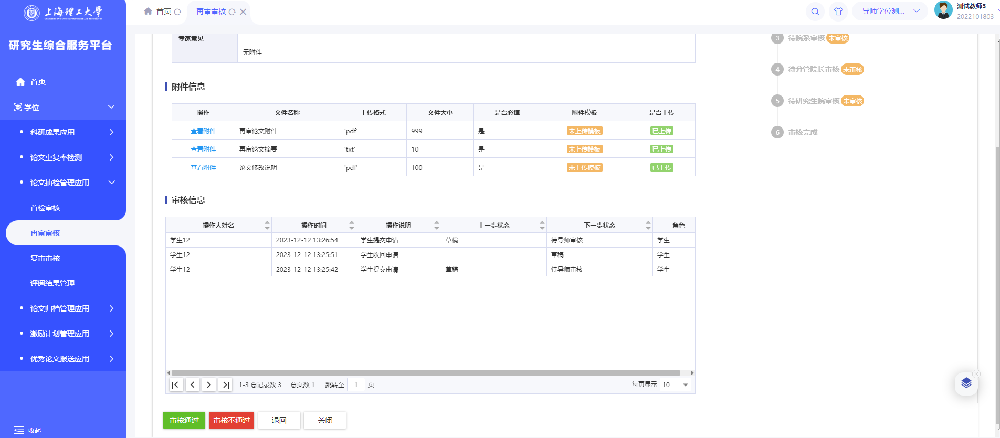 上海理工大学
UNIVERSITY OF SHANGHAI FOR SCIENCE AND TECHNOLOGY
研究生综合服务平台
首页
学位
科研成果应用
论文重复率检测
论文抽检管理应用
首检审核
再审审核
复审审核
评阅结果管理
论文归档管理应用
激励计划管理应用
优秀论文报送应用
收起
首页
再审审核
导师学位测...
测试教师3
2022101803
专家意见
无附件
附件信息
操作 文件名称 上传格式 文件大小 是否必填 附件模板 是否上传
查看附件 再审论文附件 'pdf' 999 是 未上传模板 已上传
查看附件 再审论文摘要 'txt' 10 是 未上传模板 已上传
查看附件 论文修改说明 'pdf' 100 是 未上传模板 已上传
审核信息
操作人姓名 操作时间 操作说明 上一步状态 下一步状态 角色
学生12 2023-12-12 13:26:54 学生提交申请 草稿 待导师审核 学生
学生12 2023-12-12 13:25:51 学生收回申请 草稿 学生
学生12 2023-12-12 13:25:42 学生提交申请 草稿 待导师审核 学生
1-3 总记录数 3 总页数 1 跳转至 1 页 每页显示 10
审核通过 审核不通过 退回 关闭
3 待院系审核 未审核
4 待分管院长审核 未审核
5 待研究生院审核 未审核
6 审核完成